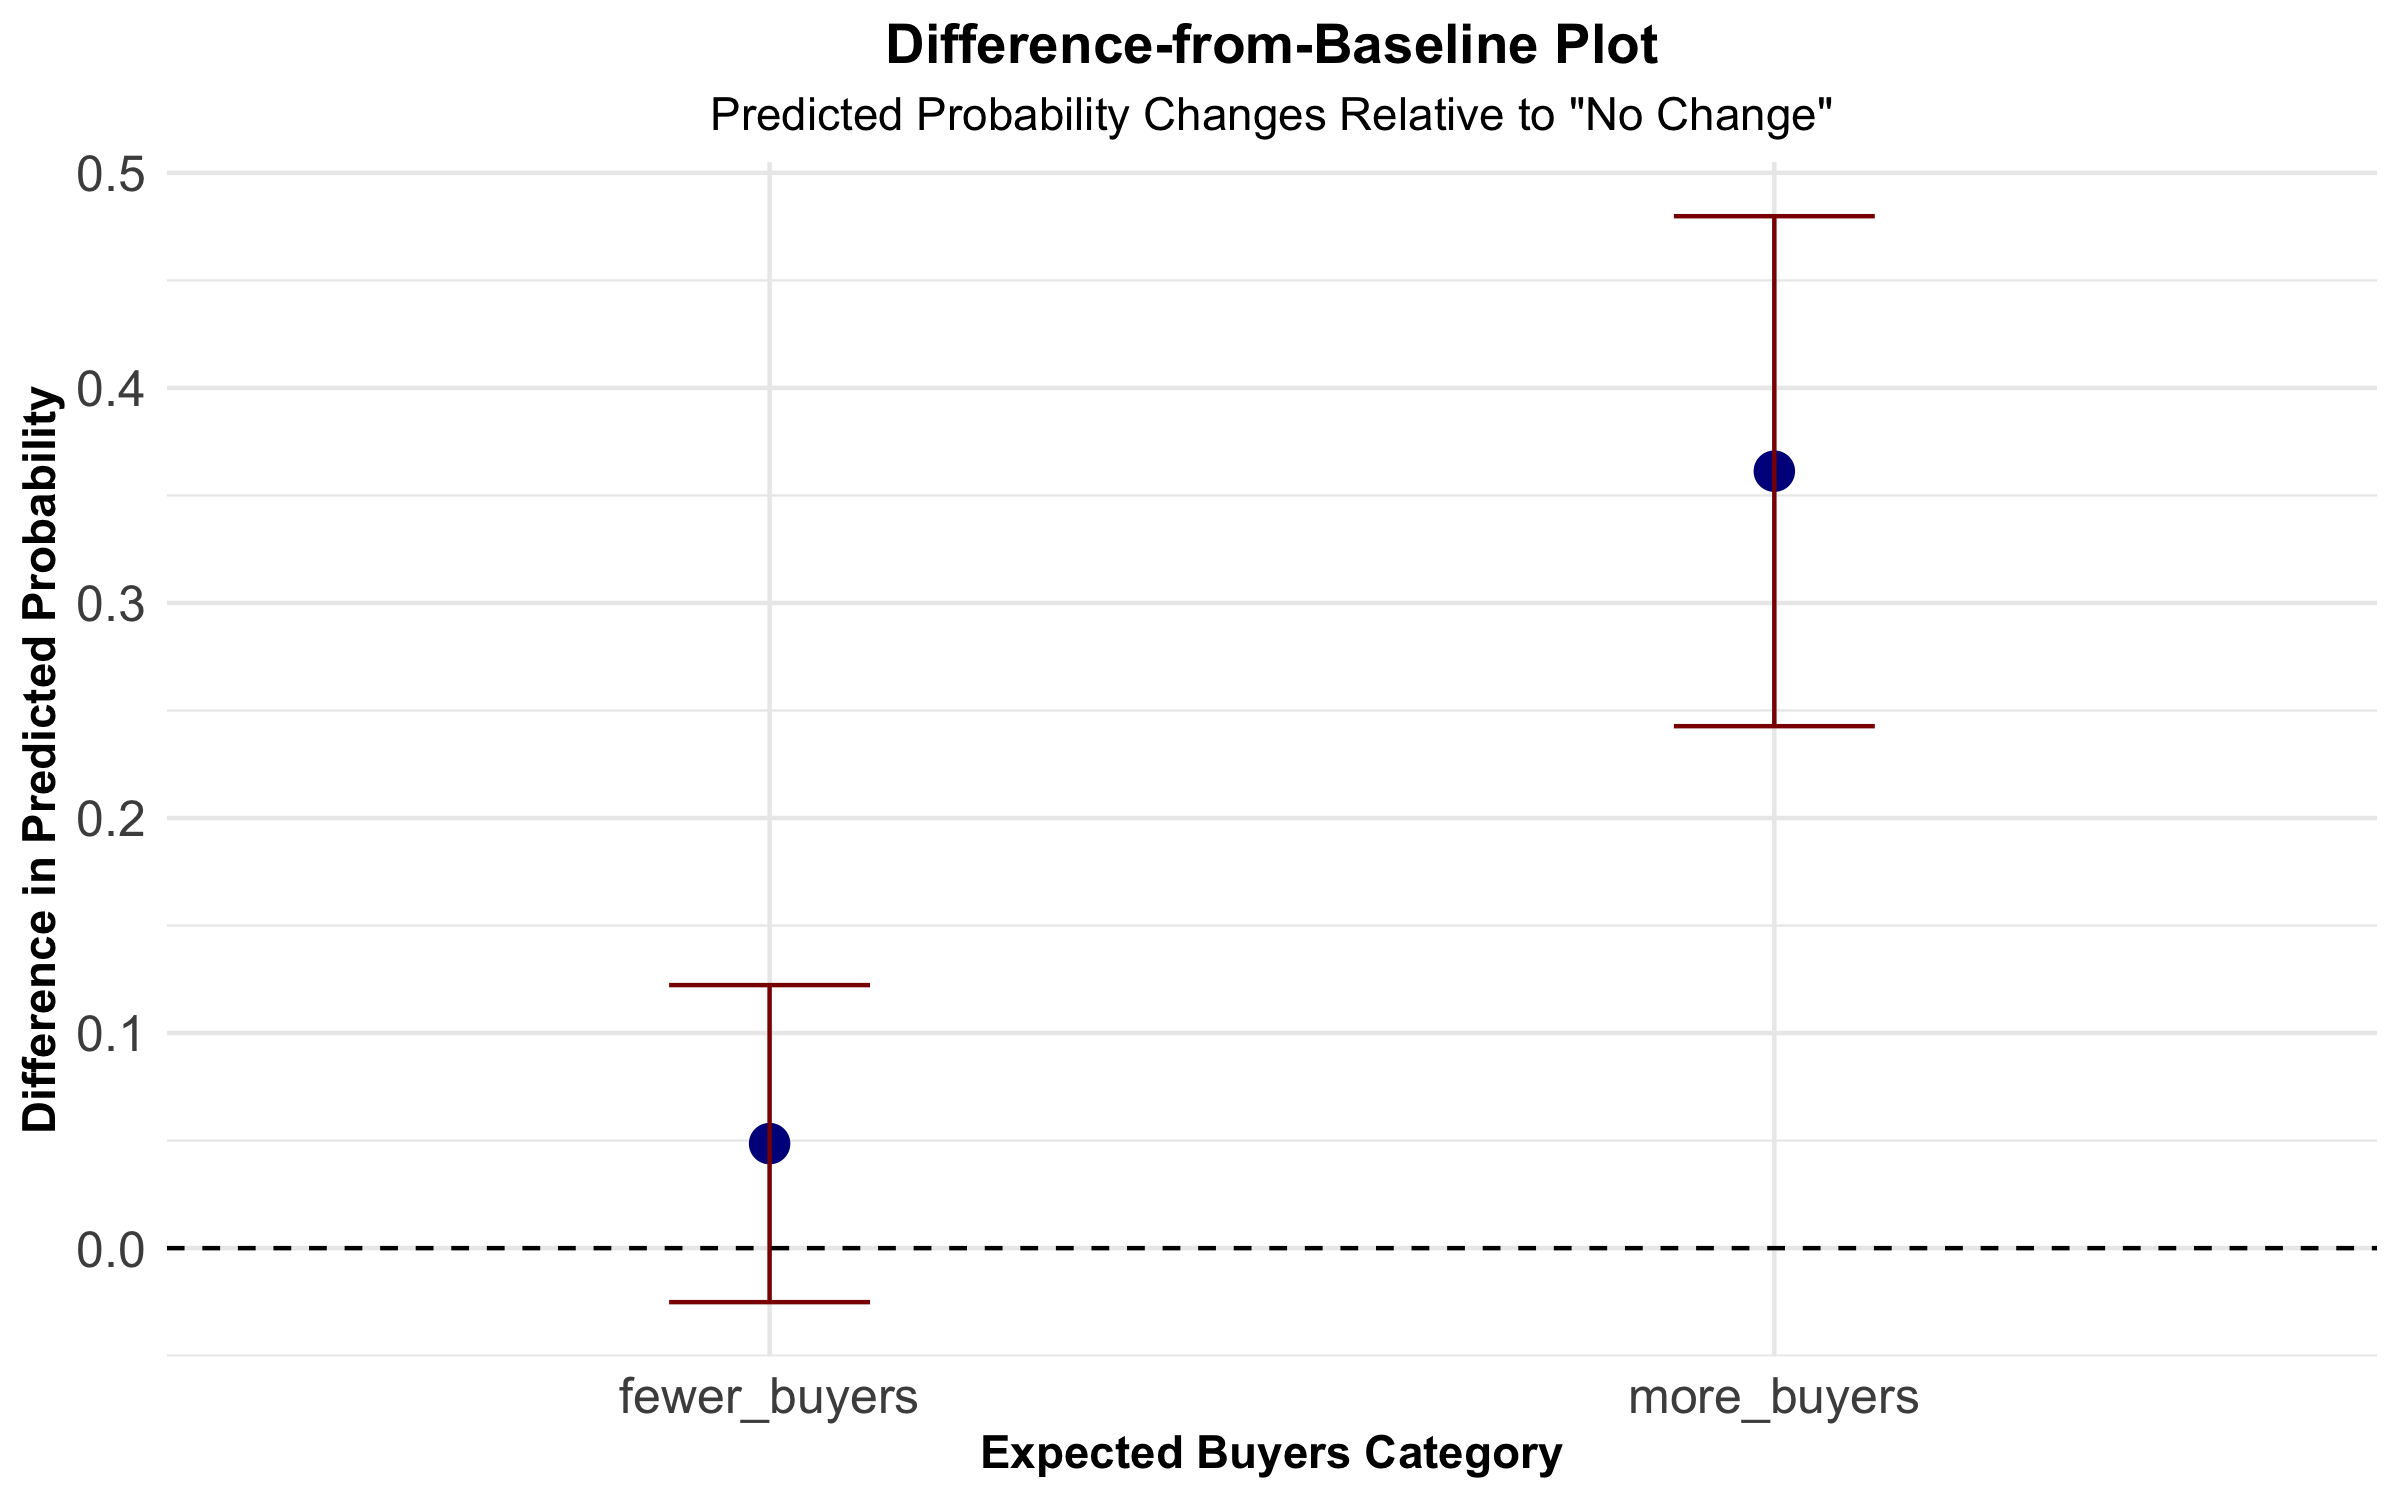 Difference-from-Baseline Plot
Predicted Probability Changes Relative to "No Change"
Difference in Predicted Probability
0.5
0.4
0.3
0.2
0.1
0.0
fewer_buyers
more_buyers
Expected Buyers Category